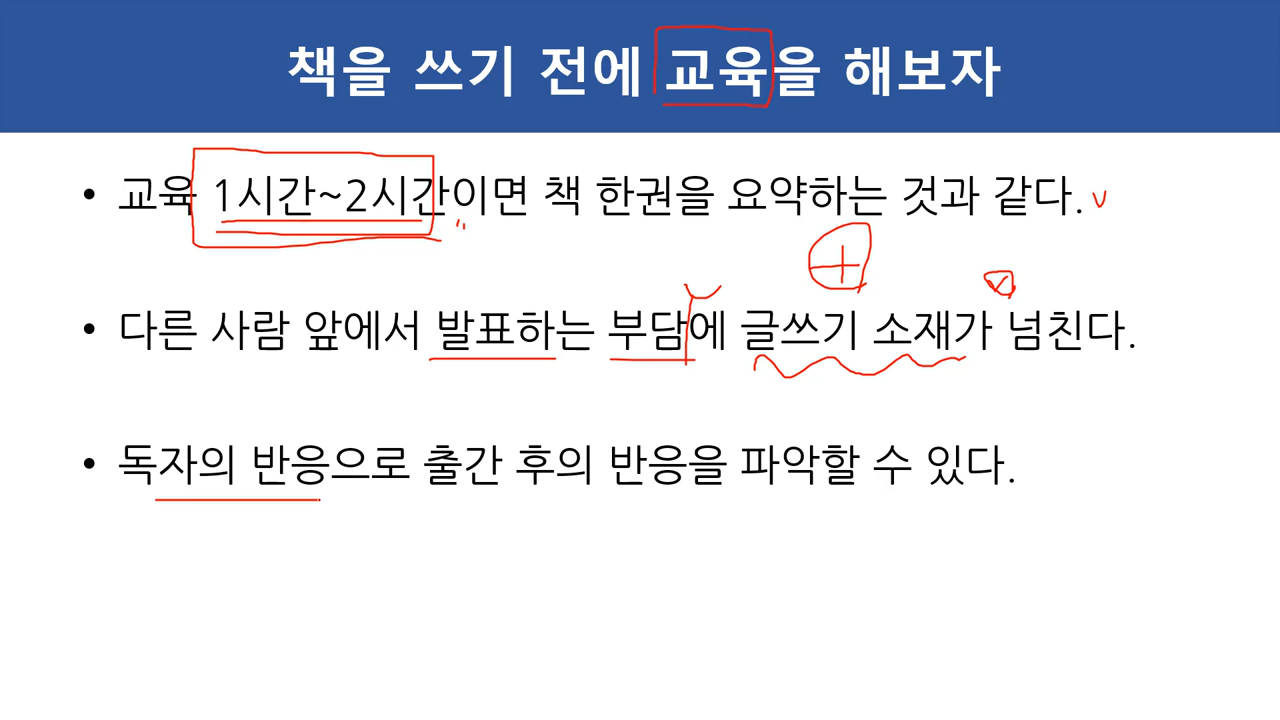 책을 쓰기 전에 교육을 해보자
• 교육 1시간~2시간이면 책 한권을 요약하는 것과 같다.
• 다른 사람 앞에서 발표하는 부담에 글쓰기 소재가 넘친다.
• 독자의 반응으로 출간 후의 반응을 파악할 수 있다.